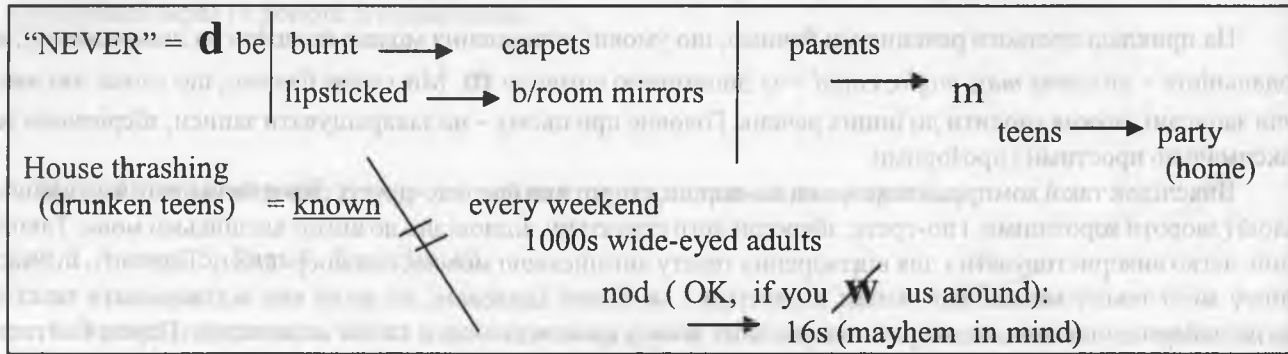 “NEVER” = d be burnt → carpets parents
→ m
lipsticked → b/room mirrors
teens → party
(home)
House thrashing
(drunken teens) = known every weekend
1000s wide-eyed adults
nod ( OK, if you w us around):
→ 16s (mayhem in mind)